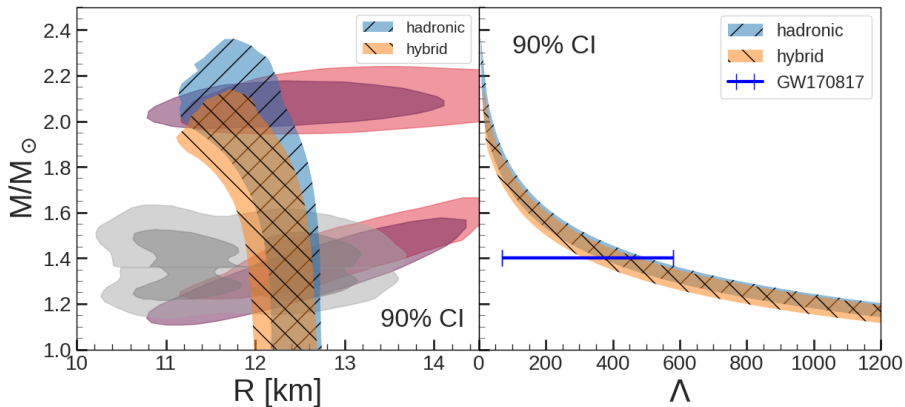 2.4
2.2
2.0
1.8
1.6
1.4
1.2
1.0
M/M⊙
hadronic
hybrid
90% CI
10
11
12
13
14
R [km]
90% CI
hadronic
hybrid
GW170817
0
200
400
600
800
1000
1200
Λ